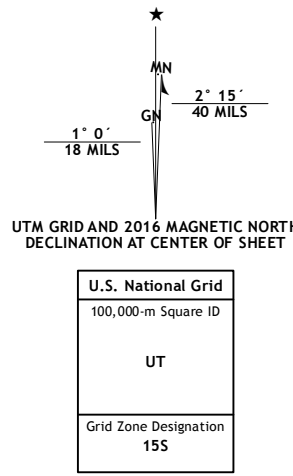 ★
MN
GN
2° 15´
40 MILS
1° 0´
18 MILS
UTM GRID AND 2016 MAGNETIC NORTH
DECLINATION AT CENTER OF SHEET
U.S. National Grid
100,000-m Square ID
UT
Grid Zone Designation
15S